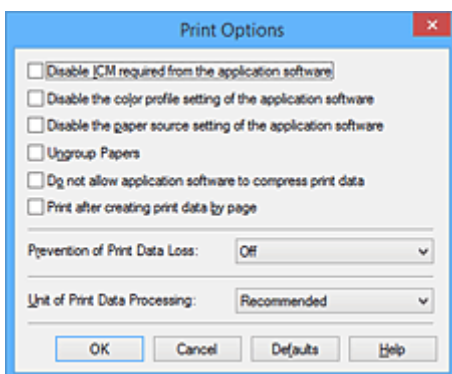 Print Options
Disable ICM required from the application software
Disable the color profile setting of the application software
Disable the paper source setting of the application software
Ungroup Papers
Do not allow application software to compress print data
Print after creating print data by page
Prevention of Print Data Loss: Off
Unit of Print Data Processing: Recommended
OK Cancel Defaults Help